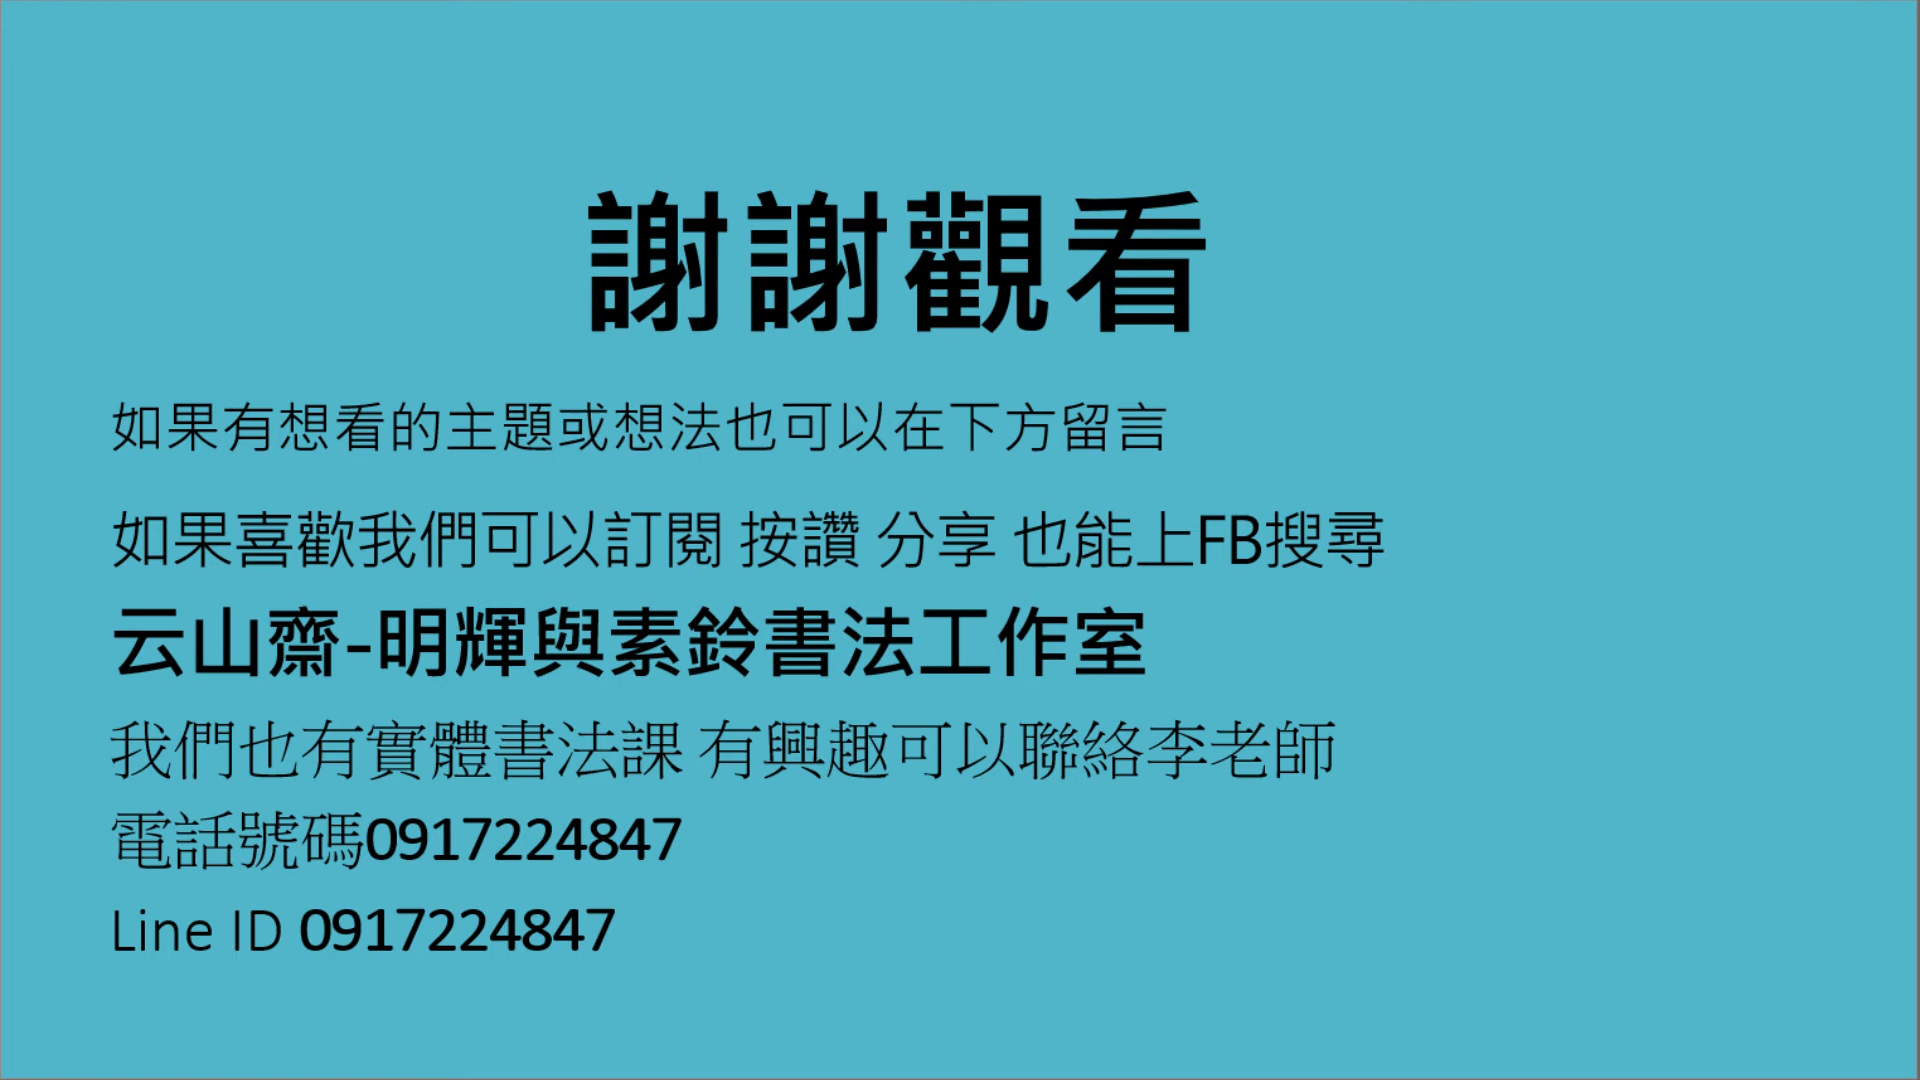 謝謝觀看
如果有想看的主題或想法也可以在下方留言
如果喜歡我們可以訂閱 按讚 分享 也能上FB搜尋
云山齋-明輝與素鈴書法工作室
我們也有實體書法課 有興趣可以聯絡李老師
電話號碼0917224847
Line ID 0917224847